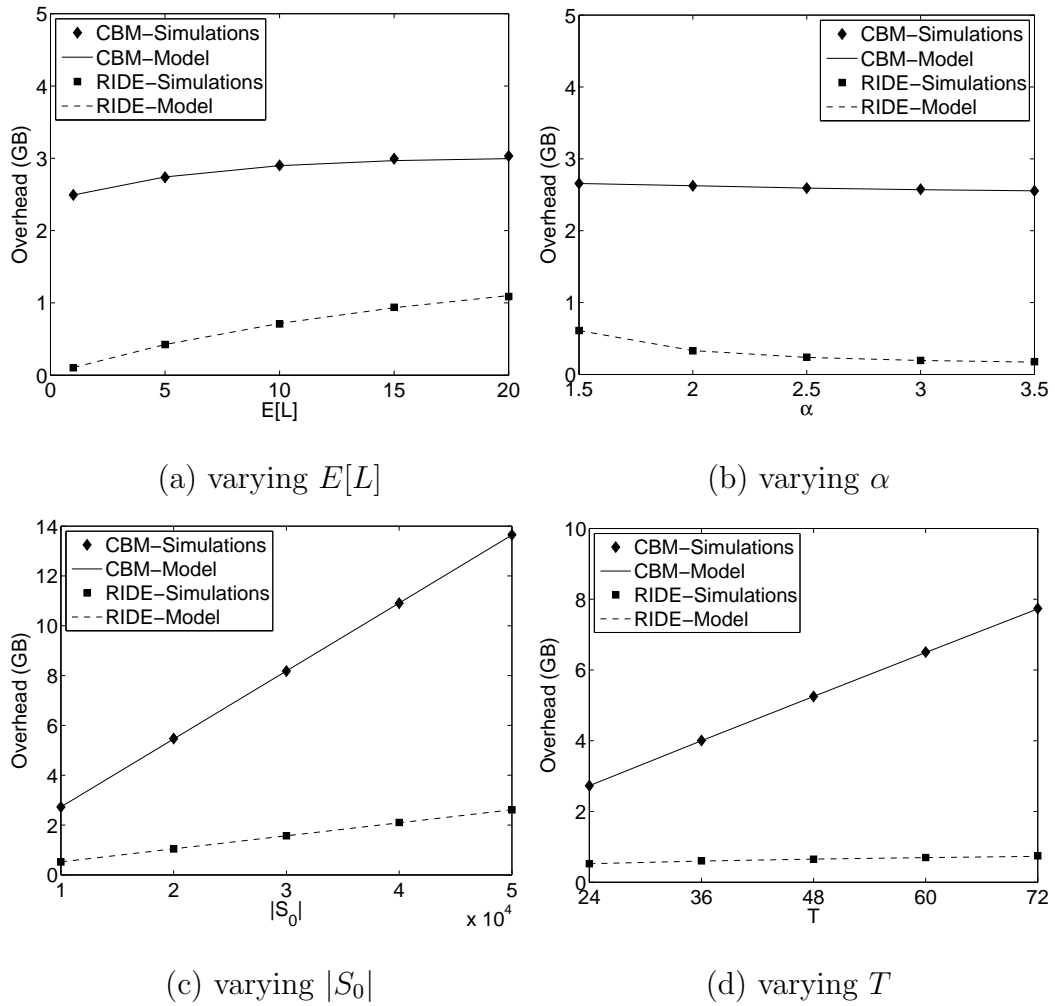 5
4
3
2
1
0
Overhead (GB)
CBM−Simulations
CBM−Model
RIDE−Simulations
RIDE−Model
0 5 10 15 20
E[L]
(a) varying E[L]
5
4
3
2
1
0
Overhead (GB)
CBM−Simulations
CBM−Model
RIDE−Simulations
RIDE−Model
1.5 2 2.5 3 3.5
α
(b) varying α
14
12
10
8
6
4
2
0
Overhead (GB)
CBM−Simulations
CBM−Model
RIDE−Simulations
RIDE−Model
1 2 3 4 5
|S₀|
x 10⁴
(c) varying |S₀|
10
8
6
4
2
0
Overhead (GB)
CBM−Simulations
CBM−Model
RIDE−Simulations
RIDE−Model
24 36 48 60 72
T
(d) varying T